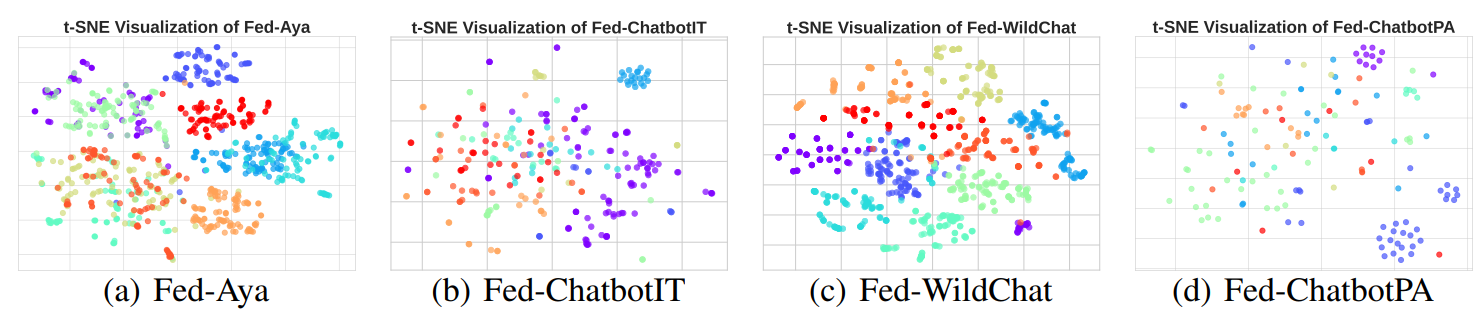 t-SNE Visualization of Fed-Aya
t-SNE Visualization of Fed-ChatbotIT
t-SNE Visualization of Fed-WildChat
t-SNE Visualization of Fed-ChatbotPA
(a) Fed-Aya
(b) Fed-ChatbotIT
(c) Fed-WildChat
(d) Fed-ChatbotPA